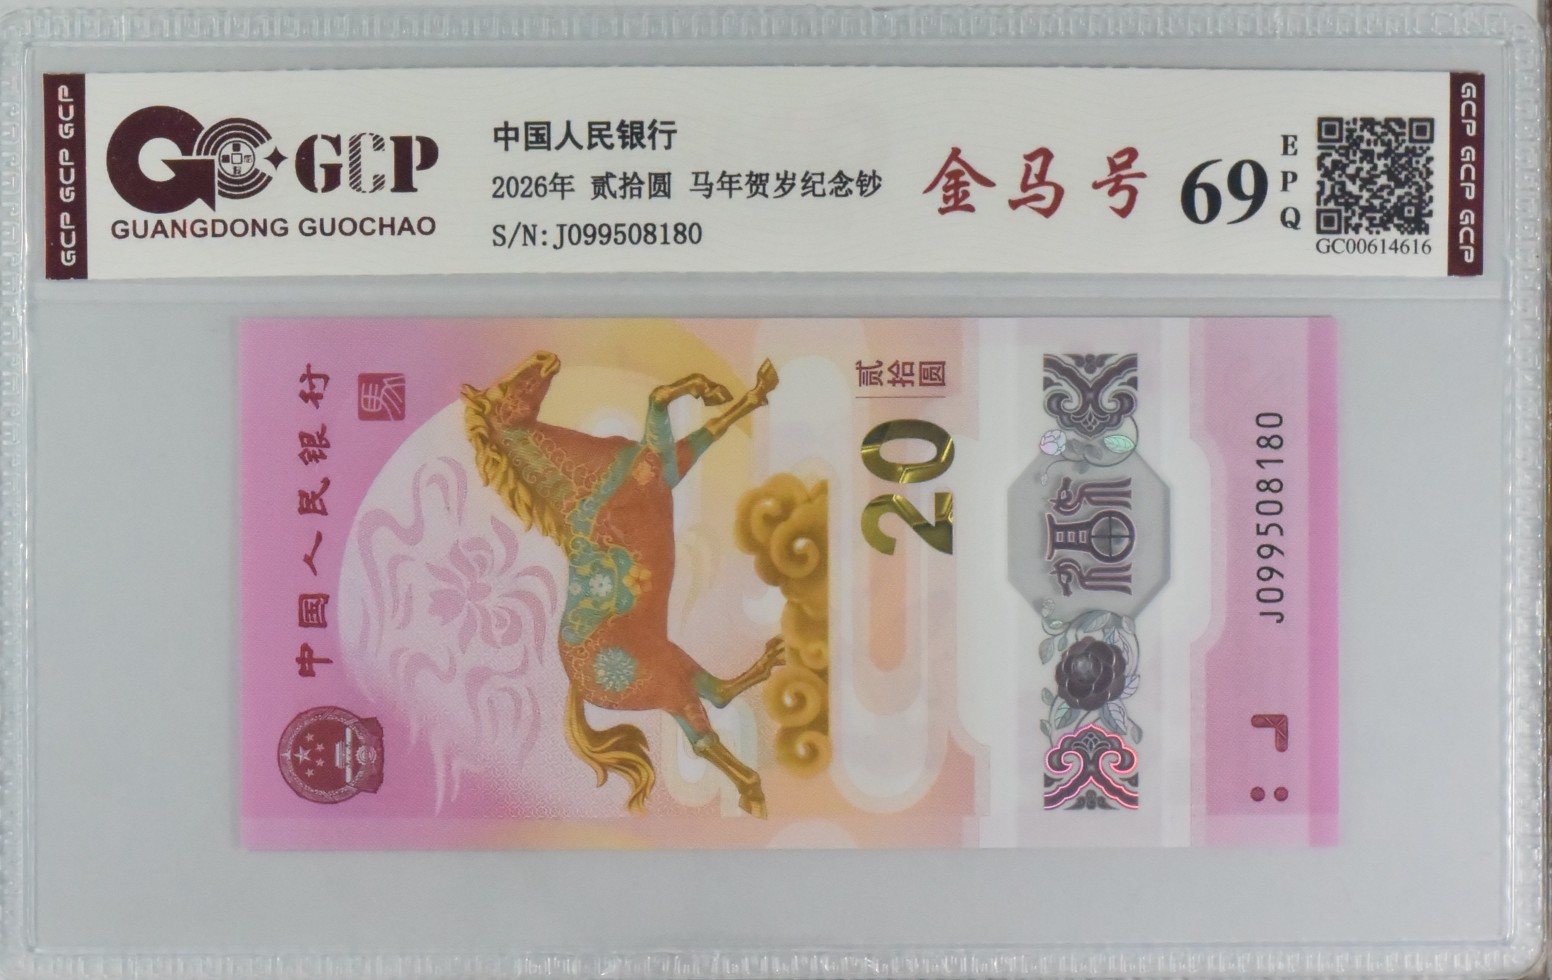 GCP GCP GCP
GCP
GUANGDONG GUOCHAO
中国人民银行
2026年 贰拾圆 马年贺岁纪念钞
S/N:J099508180
金马号
69
EPQ
GC00614616
GCP GCP GCP
中国人民银行
马
贰拾圆
20
福
J099508180